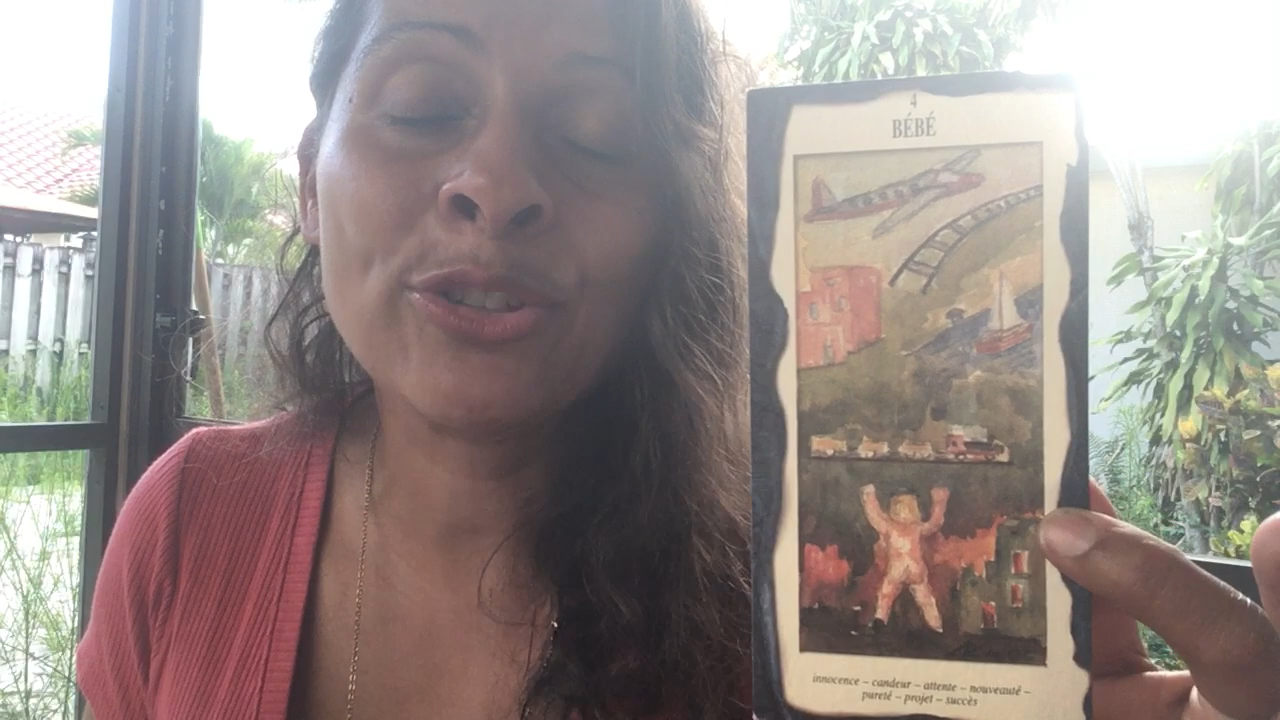 4
BÉBÉ
innocence – candeur – attente – nouveauté –
pureté – projet – succès